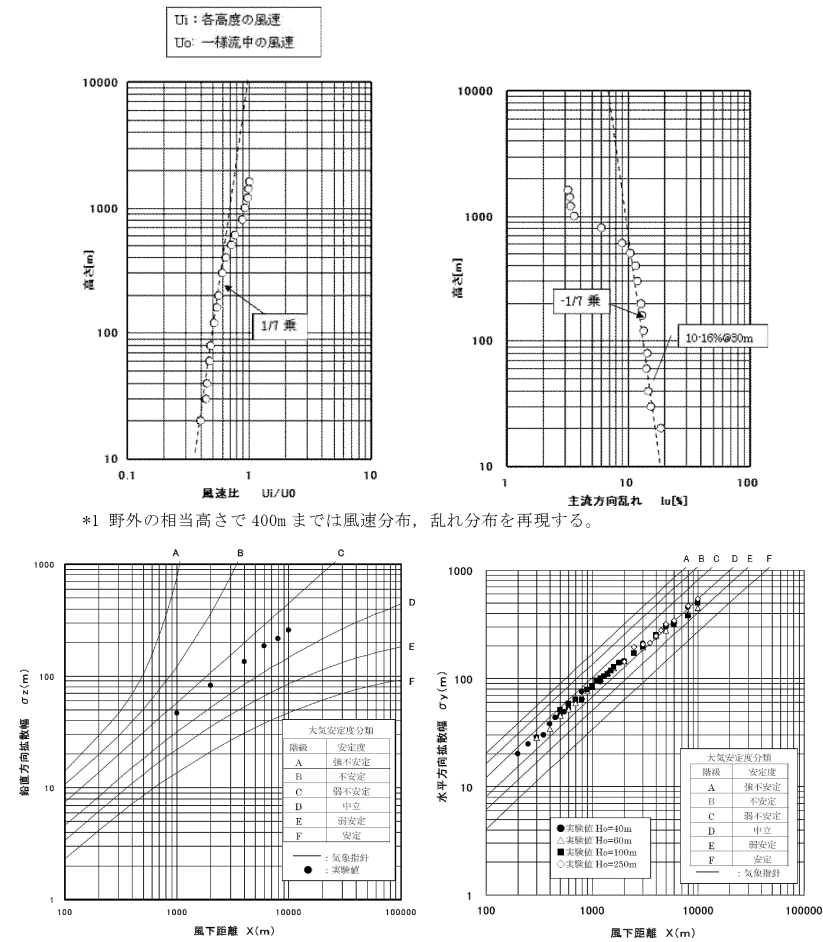 Ui：各高度の風速
Uo: 一様流中の風速
10000
1000
100
10
高さ[m]
1/7 乗
0.1
1
10
風速比 Ui/U0
10000
1000
100
10
高さ[m]
-1/7 乗
10-16%@30m
1
10
100
主流方向乱れ Iu[%]
*1 野外の相当高さで 400m までは風速分布，乱れ分布を再現する。
A
B
C
D
E
F
1000
100
10
1
鉛直方向拡散幅 σz(m)
大気安定度分類
階級 安定度
A 強不安定
B 不安定
C 弱不安定
D 中立
E 弱安定
F 安定
：気象指針
● ：実験値
100
1000
10000
100000
風下距離 X(m)
A B C D E F
1000
100
10
1
水平方向拡散幅 σy(m)
●実験値 Ho=40m
△実験値 Ho=60m
■実験値 Ho=100m
◇実験値 Ho=250m
大気安定度分類
階級 安定度
A 強不安定
B 不安定
C 弱不安定
D 中立
E 弱安定
F 安定
：気象指針
100
1000
10000
100000
風下距離 X(m)